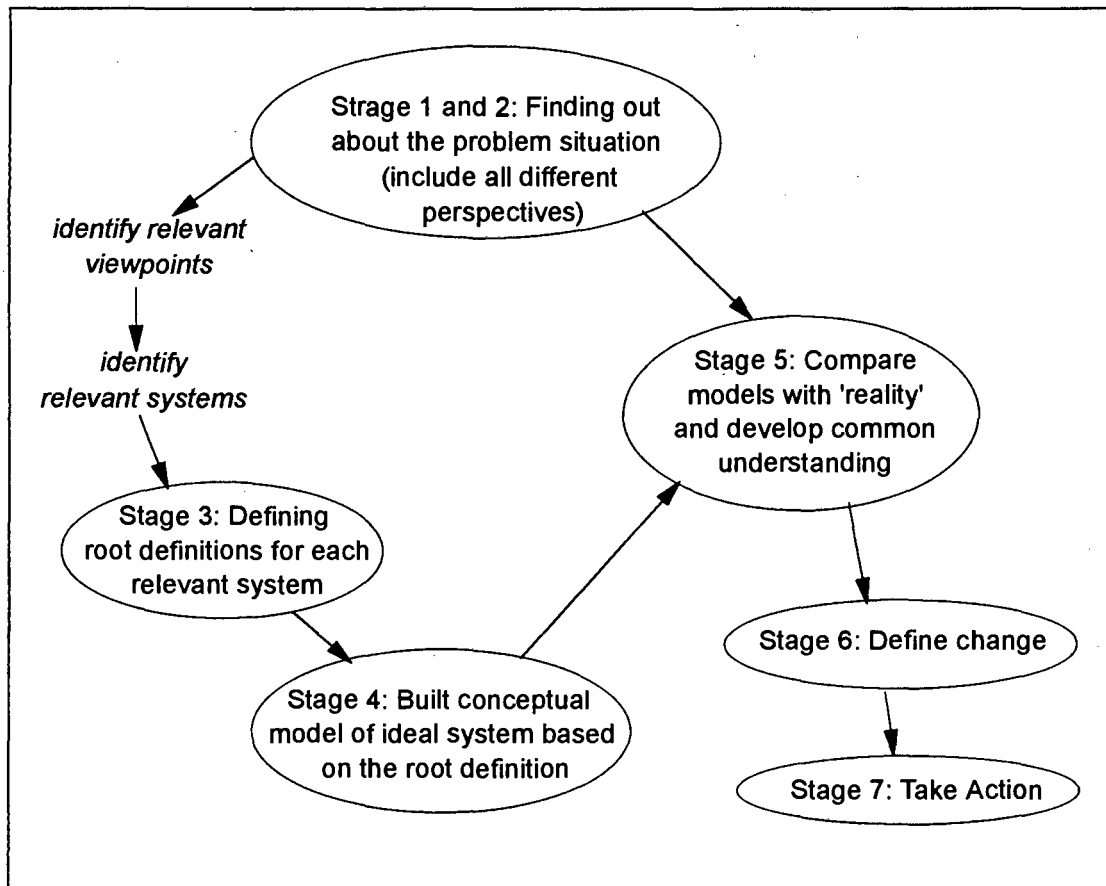 Strage 1 and 2: Finding out
about the problem situation
(include all different
perspectives)
identify relevant
viewpoints
identify
relevant systems
Stage 3: Defining
root definitions for each
relevant system
Stage 4: Built conceptual
model of ideal system based
on the root definition
Stage 5: Compare
models with 'reality'
and develop common
understanding
Stage 6: Define change
Stage 7: Take Action